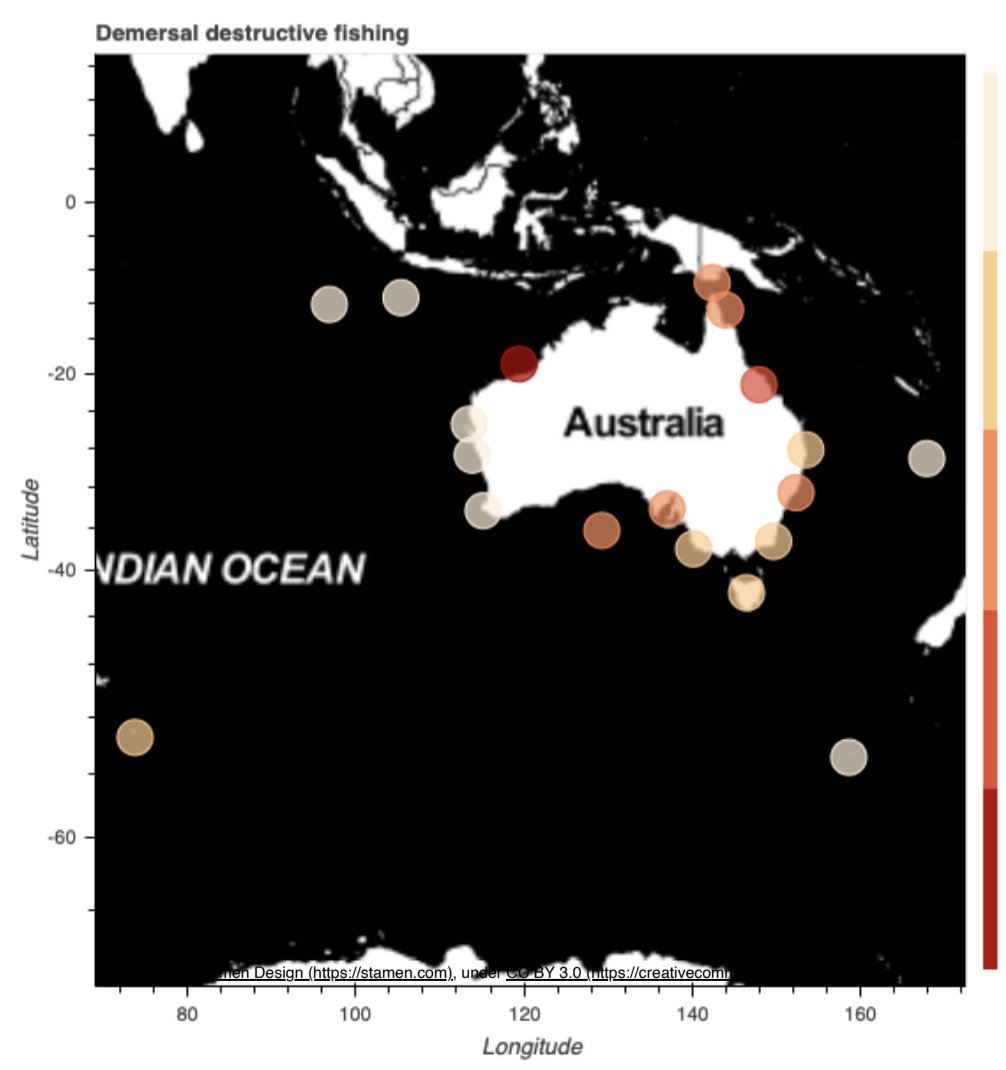 Demersal destructive fishing
0
-20
Australia
Latitude
-40
NDIAN OCEAN
-60
men Design (https://stamen.com), under CC BY 3.0 (https://creativecomm
80
100
120
140
160
Longitude